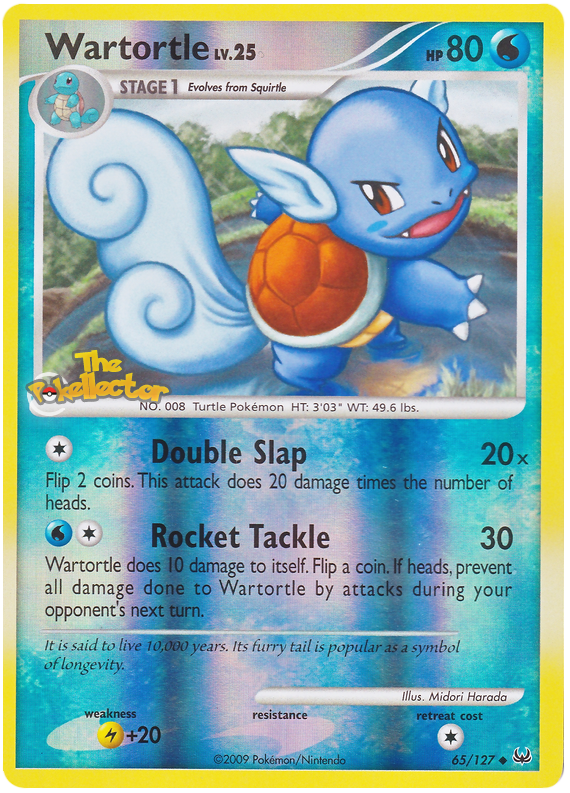 Wartortle LV.25 HP 80
STAGE 1 Evolves from Squirtle
The
Pokellector
NO. 008 Turtle Pokémon HT: 3'03" WT: 49.6 lbs.
Double Slap 20x
Flip 2 coins. This attack does 20 damage times the number of
heads.
Rocket Tackle 30
Wartortle does 10 damage to itself. Flip a coin. If heads, prevent
all damage done to Wartortle by attacks during your
opponent's next turn.
It is said to live 10,000 years. Its furry tail is popular as a symbol
of longevity.
Illus. Midori Harada
weakness resistance retreat cost
+20
©2009 Pokémon/Nintendo 65/127